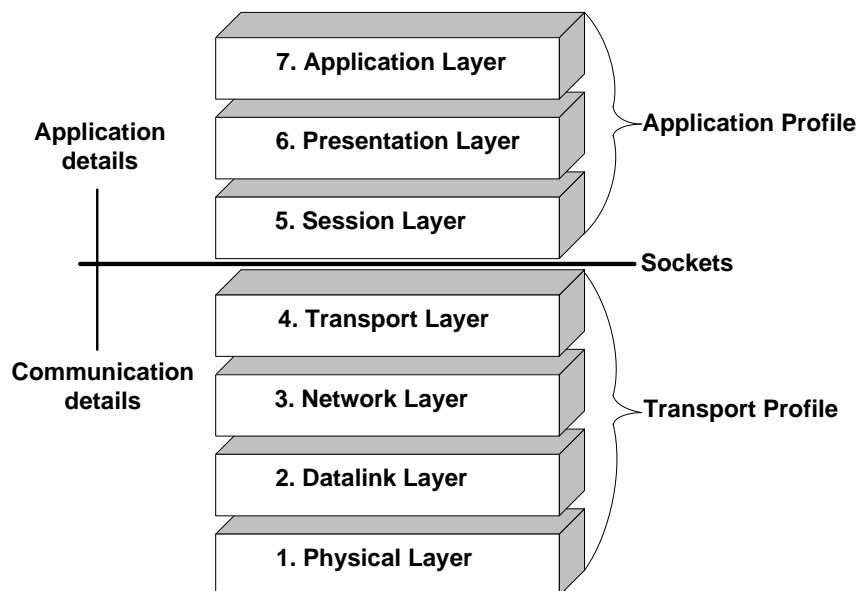 7. Application Layer
Application
details
6. Presentation Layer
Application Profile
5. Session Layer
Sockets
4. Transport Layer
Communication
details
3. Network Layer
Transport Profile
2. Datalink Layer
1. Physical Layer